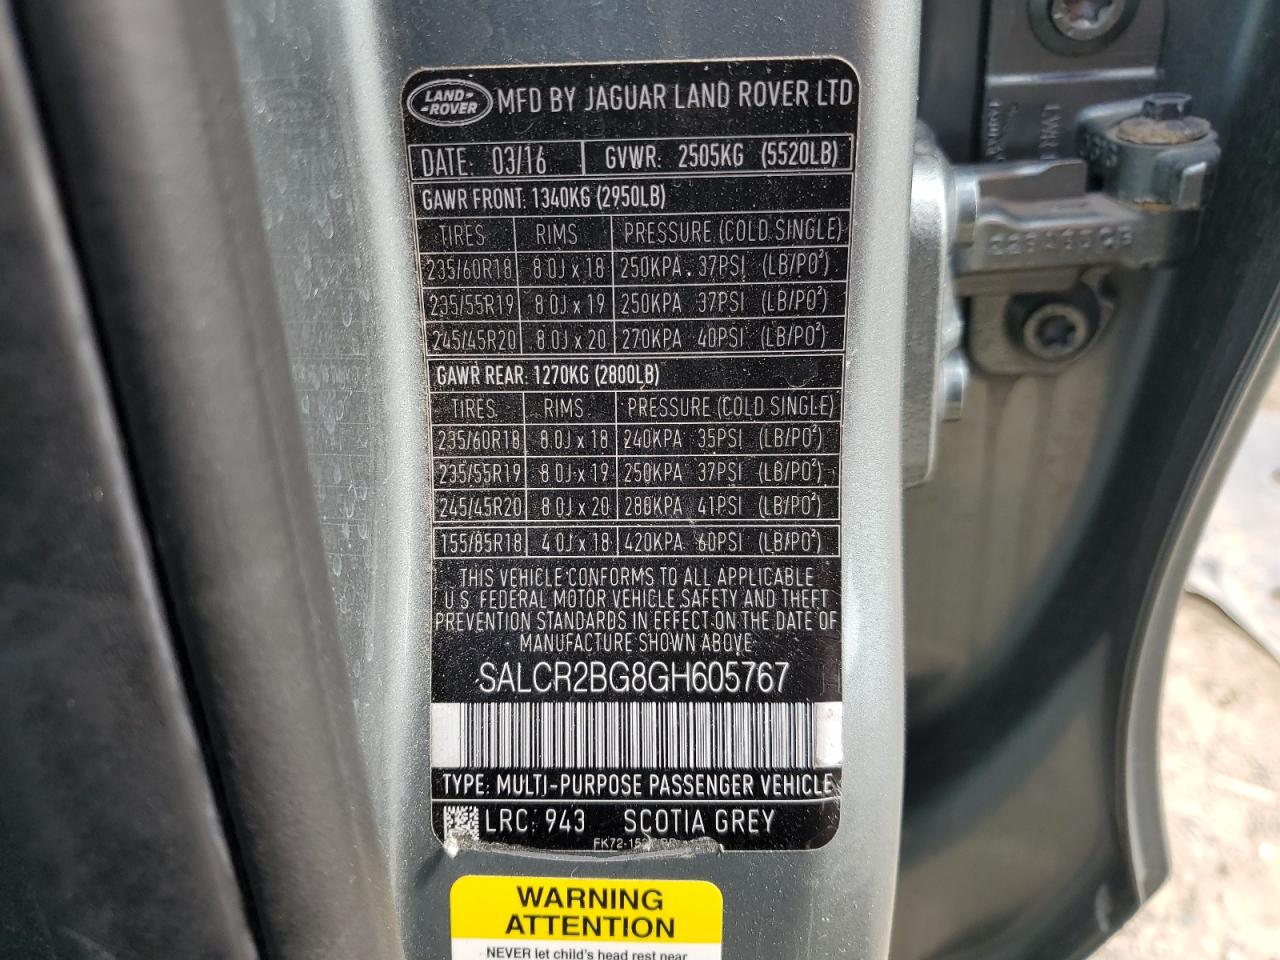 LAND-
-ROVER
MFD BY JAGUAR LAND ROVER LTD
DATE: 03/16 GVWR: 2505KG (5520LB)
GAWR FRONT: 1340KG (2950LB)
TIRES RIMS PRESSURE (COLD SINGLE)
235/60R18 8.0J x 18 250KPA 37PSI (LB/PO²)
235/55R19 8.0J x 19 250KPA 37PSI (LB/PO²)
245/45R20 8.0J x 20 270KPA 40PSI (LB/PO²)
GAWR REAR: 1270KG (2800LB)
TIRES RIMS PRESSURE (COLD SINGLE)
235/60R18 8.0J x 18 240KPA 35PSI (LB/PO²)
235/55R19 8.0J x 19 250KPA 37PSI (LB/PO²)
245/45R20 8.0J x 20 280KPA 41PSI (LB/PO²)
155/85R18 4.0J x 18 420KPA 60PSI (LB/PO²)
THIS VEHICLE CONFORMS TO ALL APPLICABLE
U.S. FEDERAL MOTOR VEHICLE SAFETY AND THEFT
PREVENTION STANDARDS IN EFFECT ON THE DATE OF
MANUFACTURE SHOWN ABOVE
SALCR2BG8GH605767
TYPE: MULTI-PURPOSE PASSENGER VEHICLE
LRC: 943 SCOTIA GREY
WARNING
ATTENTION
NEVER let child's head rest near